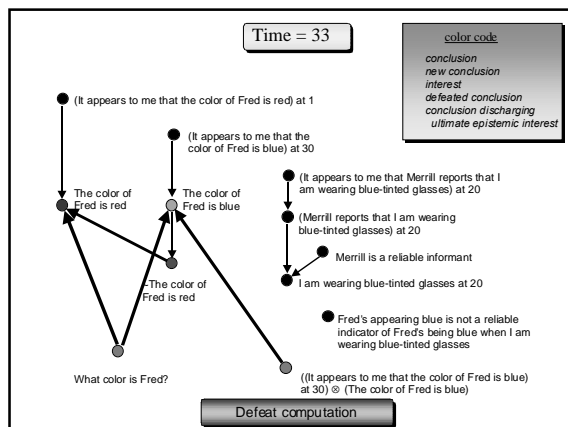 Time = 33
color code
conclusion
new conclusion
interest
defeated conclusion
conclusion discharging
ultimate epistemic interest
(It appears to me that the color of Fred is red) at 1
(It appears to me that the
color of Fred is blue) at 30
The color of
Fred is red
The color of
Fred is blue
(It appears to me that Merrill reports that I
am wearing blue-tinted glasses) at 20
(Merrill reports that I am wearing
blue-tinted glasses) at 20
Merrill is a reliable informant
~The color of
Fred is red
I am wearing blue-tinted glasses at 20
Fred's appearing blue is not a reliable
indicator of Fred's being blue when I am
wearing blue-tinted glasses
What color is Fred?
((It appears to me that the color of Fred is blue)
at 30) ⊗ (The color of Fred is blue)
Defeat computation